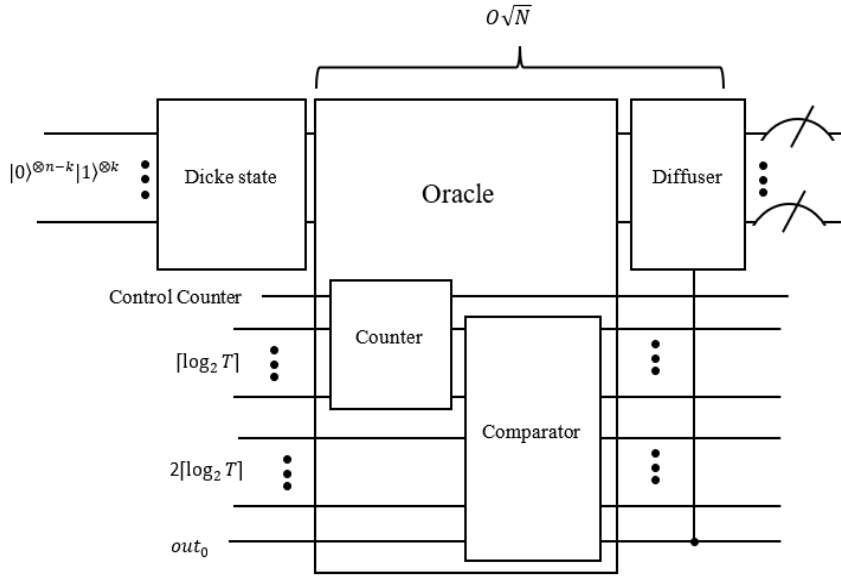 O√N
|0⟩^{⊗n−k}|1⟩^{⊗k}
Dicke state
Oracle
Diffuser
Control Counter
Counter
⌈log₂ T⌉
Comparator
2⌈log₂ T⌉
out₀